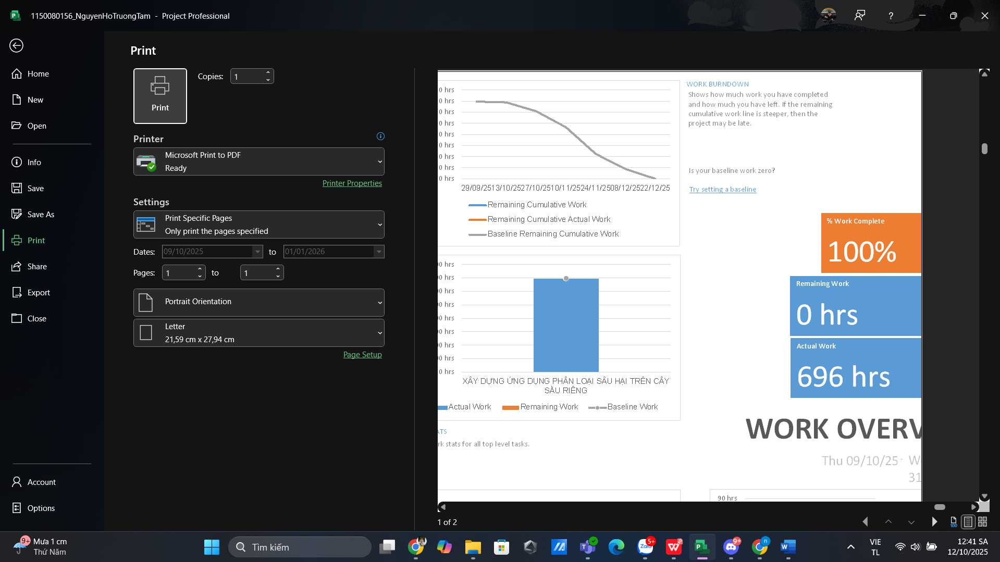 1150080156_NguyenHoTruongTam - Project Professional
?
Home
New
Open
Info
Save
Save As
Print
Share
Export
Close
Account
Options
Print
Print
Copies: 1
Printer
Microsoft Print to PDF
Ready
Printer Properties
Settings
Print Specific Pages
Only print the pages specified
Dates: 09/10/2025 to 01/01/2026
Pages: 1 to 1
Portrait Orientation
Letter
21,59 cm x 27,94 cm
Page Setup
0 hrs
0 hrs
0 hrs
0 hrs
0 hrs
0 hrs
0 hrs
0 hrs
0 hrs
29/09/2513/10/2527/10/2510/11/2524/11/2508/12/2522/12/25
Remaining Cumulative Work
Remaining Cumulative Actual Work
Baseline Remaining Cumulative Work
WORK BURNDOWN
Shows how much work you have completed
and how much you have left. If the remaining
cumulative work line is steeper, then the
project may be late.
Is your baseline work zero?
Try setting a baseline
% Work Complete
100%
Remaining Work
0 hrs
Actual Work
696 hrs
0 hrs
0 hrs
0 hrs
0 hrs
0 hrs
0 hrs
0 hrs
0 hrs
0 hrs
XÂY DỰNG ỨNG DỤNG PHÂN LOẠI SÂU HẠI TRÊN CÂY
SẦU RIÊNG
Actual Work Remaining Work Baseline Work
ATS
rk stats for all top level tasks.
WORK OVERV
Thu 09/10/25 - W
31
90 hrs
1 of 2
100
9+
Mưa 1 cm
Thứ Năm
Tìm kiếm
Zalo
5+
9+
n
VIE
TL
12:41 SA
12/10/2025